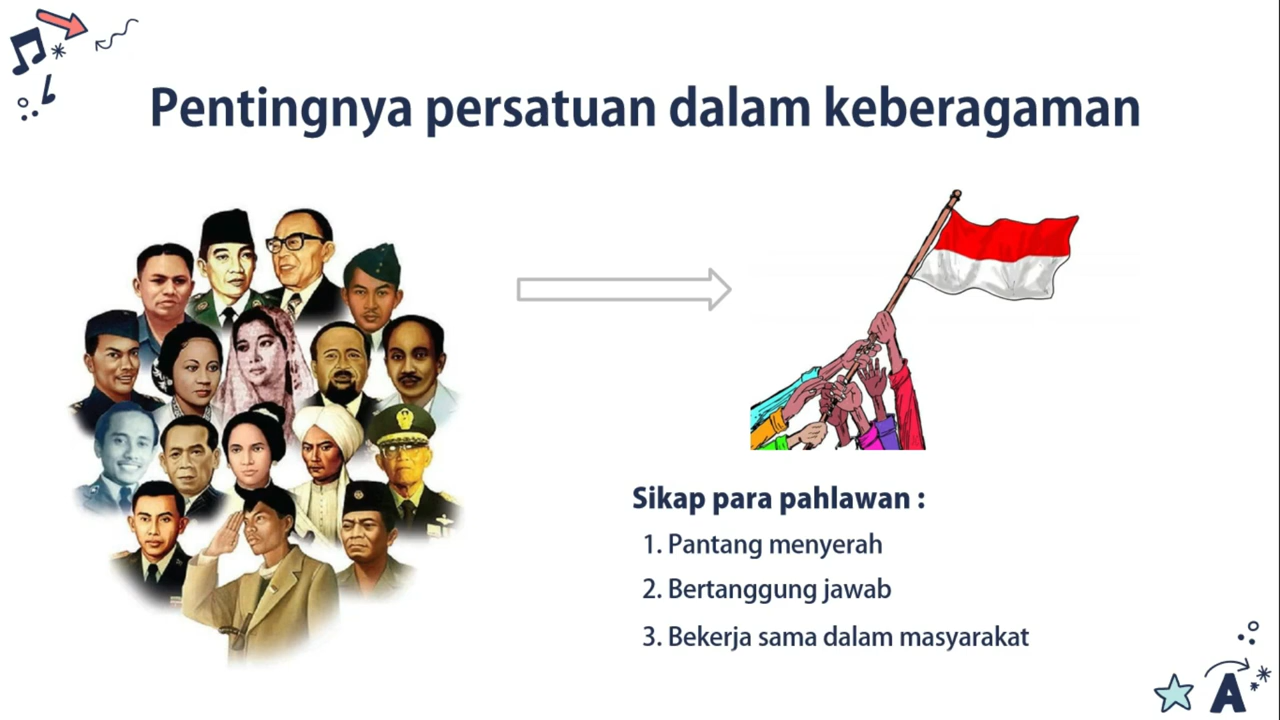 Pentingnya persatuan dalam keberagaman
Sikap para pahlawan :
1. Pantang menyerah
2. Bertanggung jawab
3. Bekerja sama dalam masyarakat
A